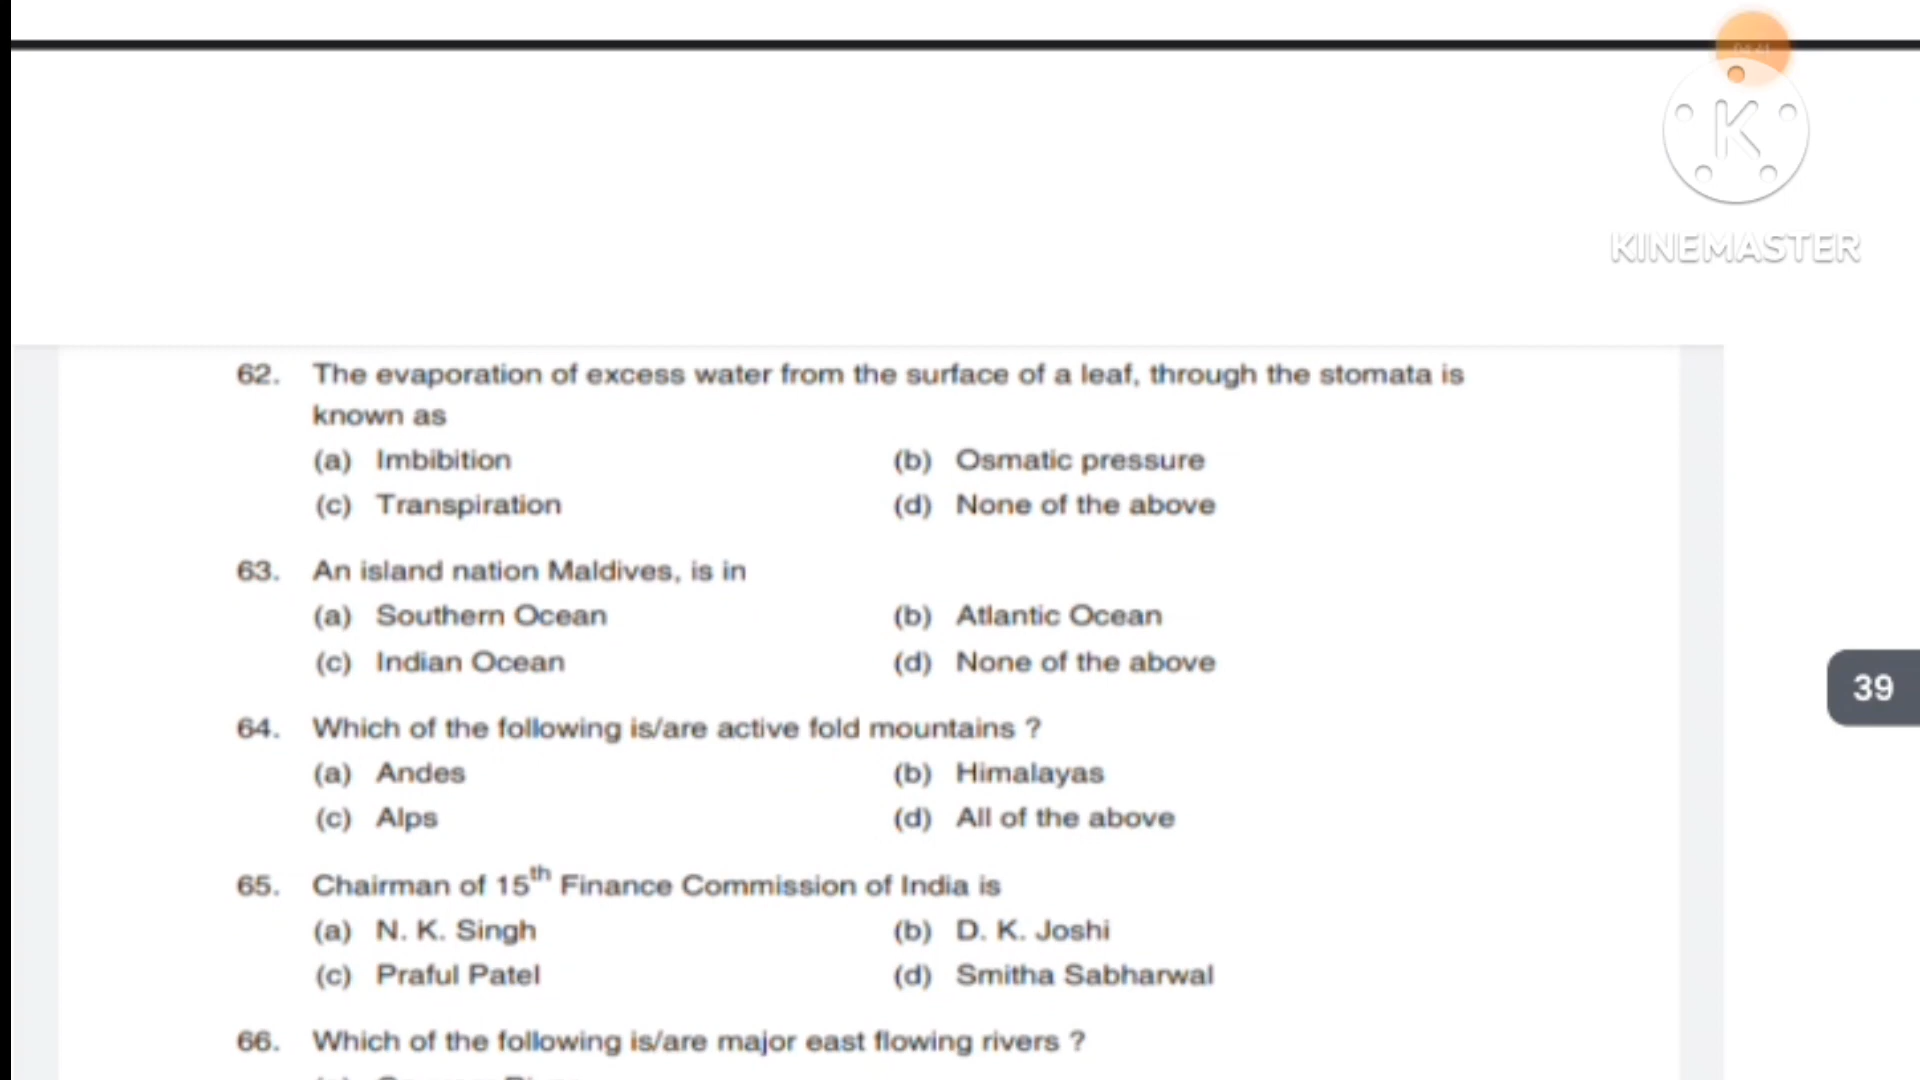 K
KINEMASTER
62. The evaporation of excess water from the surface of a leaf, through the stomata is
known as
(a) Imbibition (b) Osmatic pressure
(c) Transpiration (d) None of the above
63. An island nation Maldives, is in
(a) Southern Ocean (b) Atlantic Ocean
(c) Indian Ocean (d) None of the above
39
64. Which of the following is/are active fold mountains ?
(a) Andes (b) Himalayas
(c) Alps (d) All of the above
65. Chairman of 15th Finance Commission of India is
(a) N. K. Singh (b) D. K. Joshi
(c) Praful Patel (d) Smitha Sabharwal
66. Which of the following is/are major east flowing rivers ?